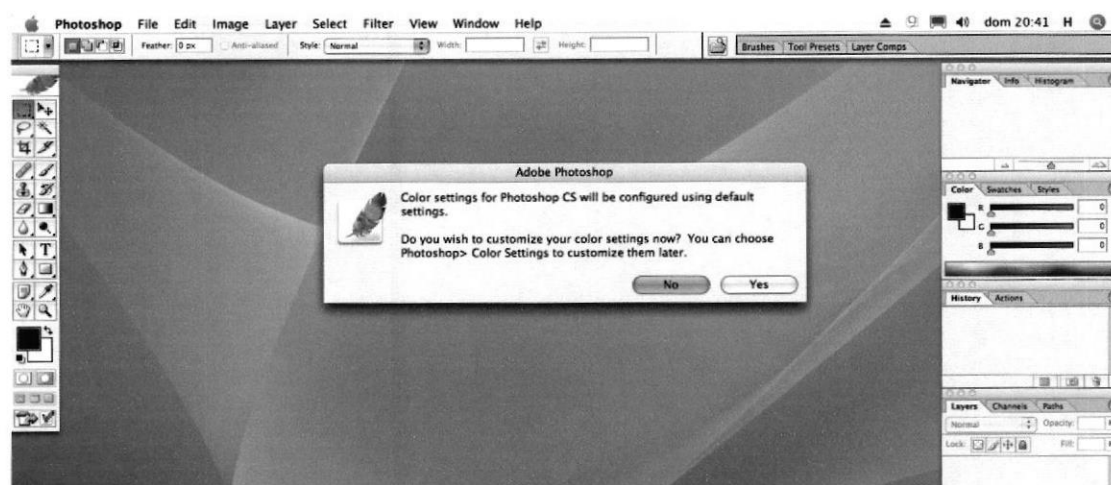 Photoshop File Edit Image Layer Select Filter View Window Help dom 20:41 H
Feather: 0 px Anti-aliased Style: Normal Width: Height: Brushes Tool Presets Layer Comps
Navigator Info Histogram
Adobe Photoshop
Color settings for Photoshop CS will be configured using default
settings.
Do you wish to customize your color settings now? You can choose
Photoshop> Color Settings to customize them later.
No Yes
Color Swatches Styles
R 0
G 0
B 0
History Actions
Layers Channels Paths
Normal Opacity:
Lock: Fill:
T